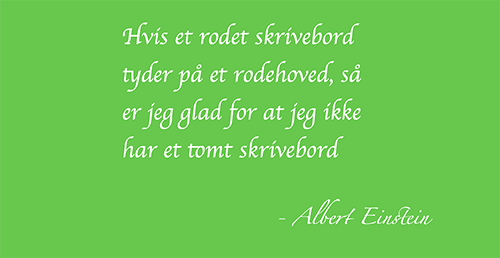 Hvis et rodet skrivebord
tyder på et rodehoved, så
er jeg glad for at jeg ikke
har et tomt skrivebord
- Albert Einstein